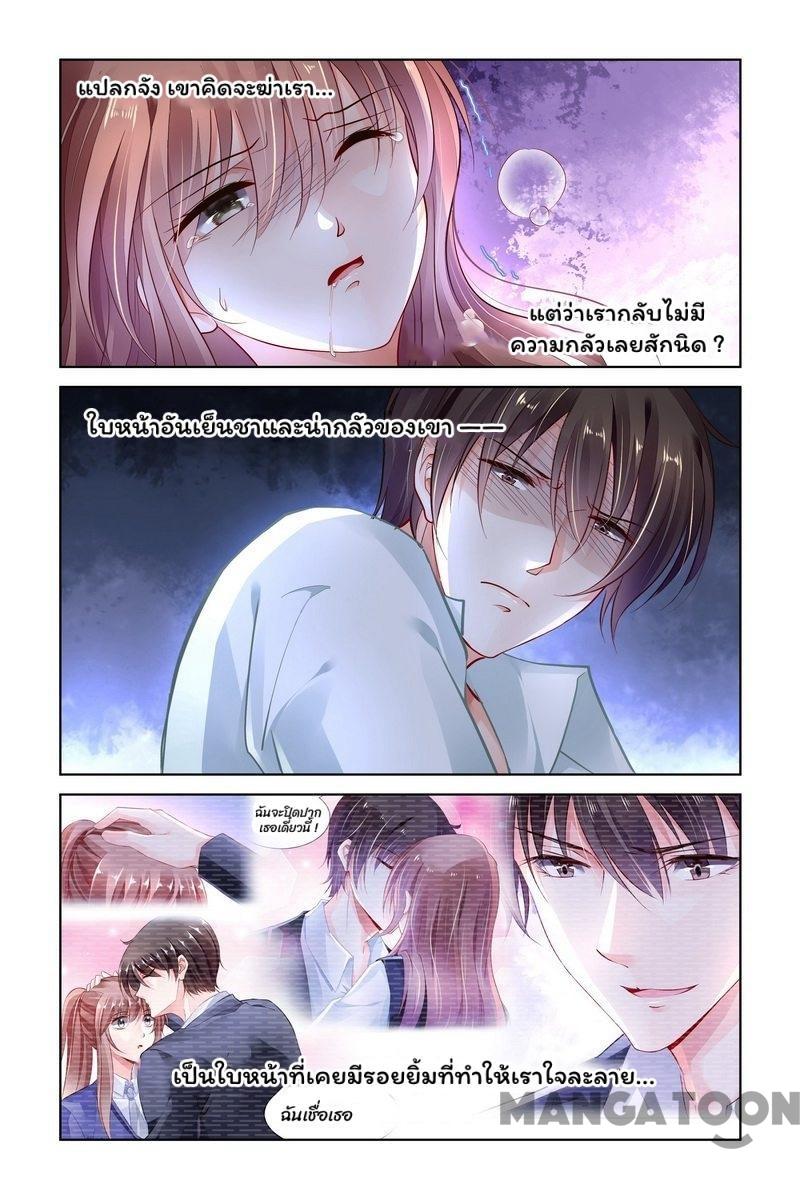 แปลกจัง เขาคิดจะฆ่าเรา...
แต่ว่าเรากลับไม่มี
ความกลัวเลยสักนิด ?
ใบหน้าอันเย็นชาและน่ากลัวของเขา ——
ฉันจะปิดปาก
เธอเดี๋ยวนี้ !
เป็นใบหน้าที่เคยมีรอยยิ้มที่ทำให้เราใจละลาย...
ฉันเชื่อเธอ
MANGATOON